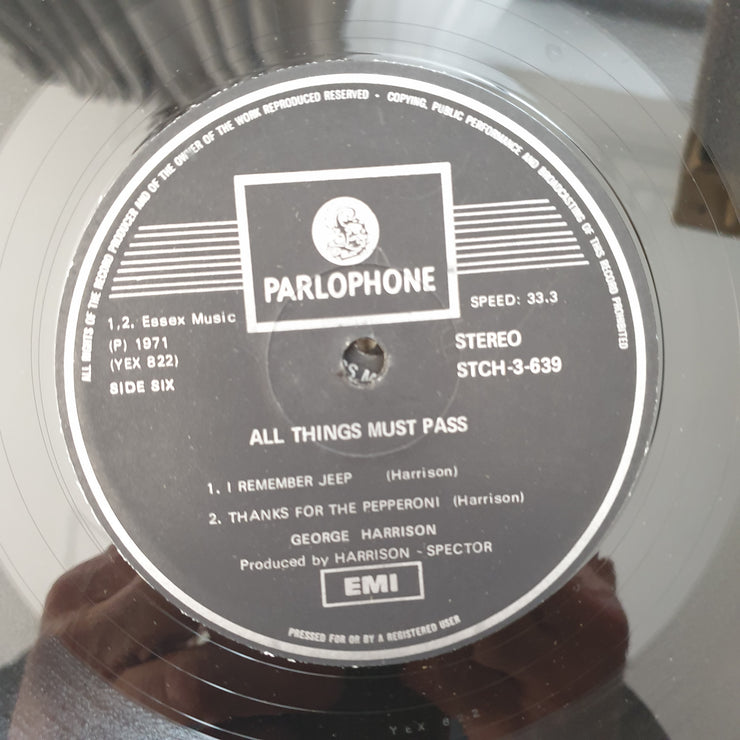 ALL RIGHTS OF THE RECORD PRODUCER AND OF THE OWNER OF THE WORK REPRODUCED RESERVED - COPYING, PUBLIC PERFORMANCE AND BROADCASTING OF THIS RECORD PROHIBITED
PARLOPHONE
SPEED: 33.3
1,2. Essex Music
(P) 1971
(YEX 822)
SIDE SIX
STEREO
STCH-3-639
ALL THINGS MUST PASS
1. I REMEMBER JEEP (Harrison)
2. THANKS FOR THE PEPPERONI (Harrison)
GEORGE HARRISON
Produced by HARRISON - SPECTOR
EMI
PRESSED FOR OR BY A REGISTERED USER
YEX 822